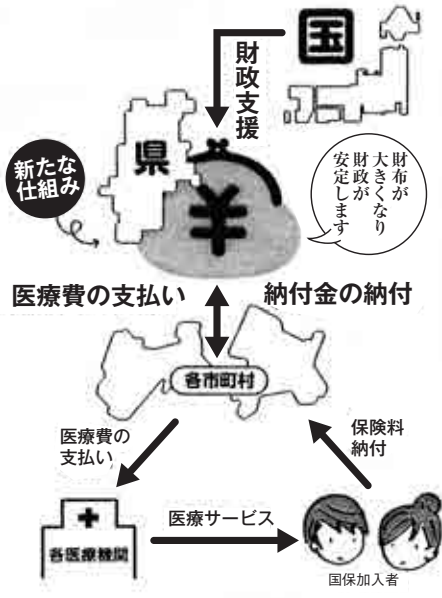 国
財政支援
県
新たな
仕組み
¥
財布が
大きくなり
財政が
安定します
医療費の支払い
納付金の納付
各市町村
医療費の
支払い
保険料
納付
各医療機関
医療サービス
国保加入者